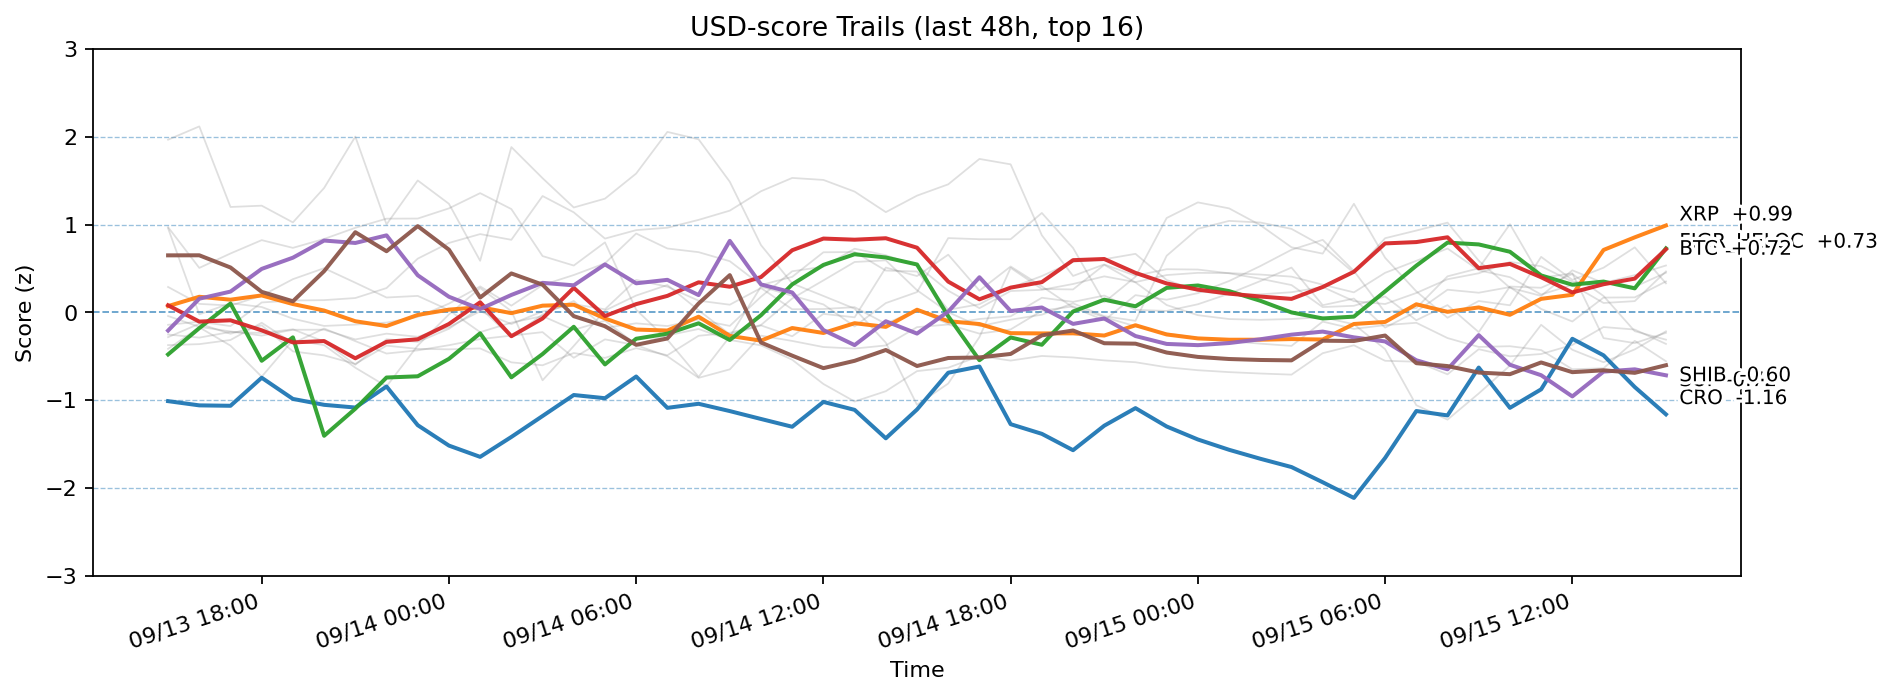 USD-score Trails (last 48h, top 16)
Score (z)
3
2
1
0
−1
−2
−3
XRP +0.99
+0.73
BTC +0.72
SHIB -0.60
CRO -1.16
09/13 18:00
09/14 00:00
09/14 06:00
09/14 12:00
09/14 18:00
09/15 00:00
09/15 06:00
09/15 12:00
Time